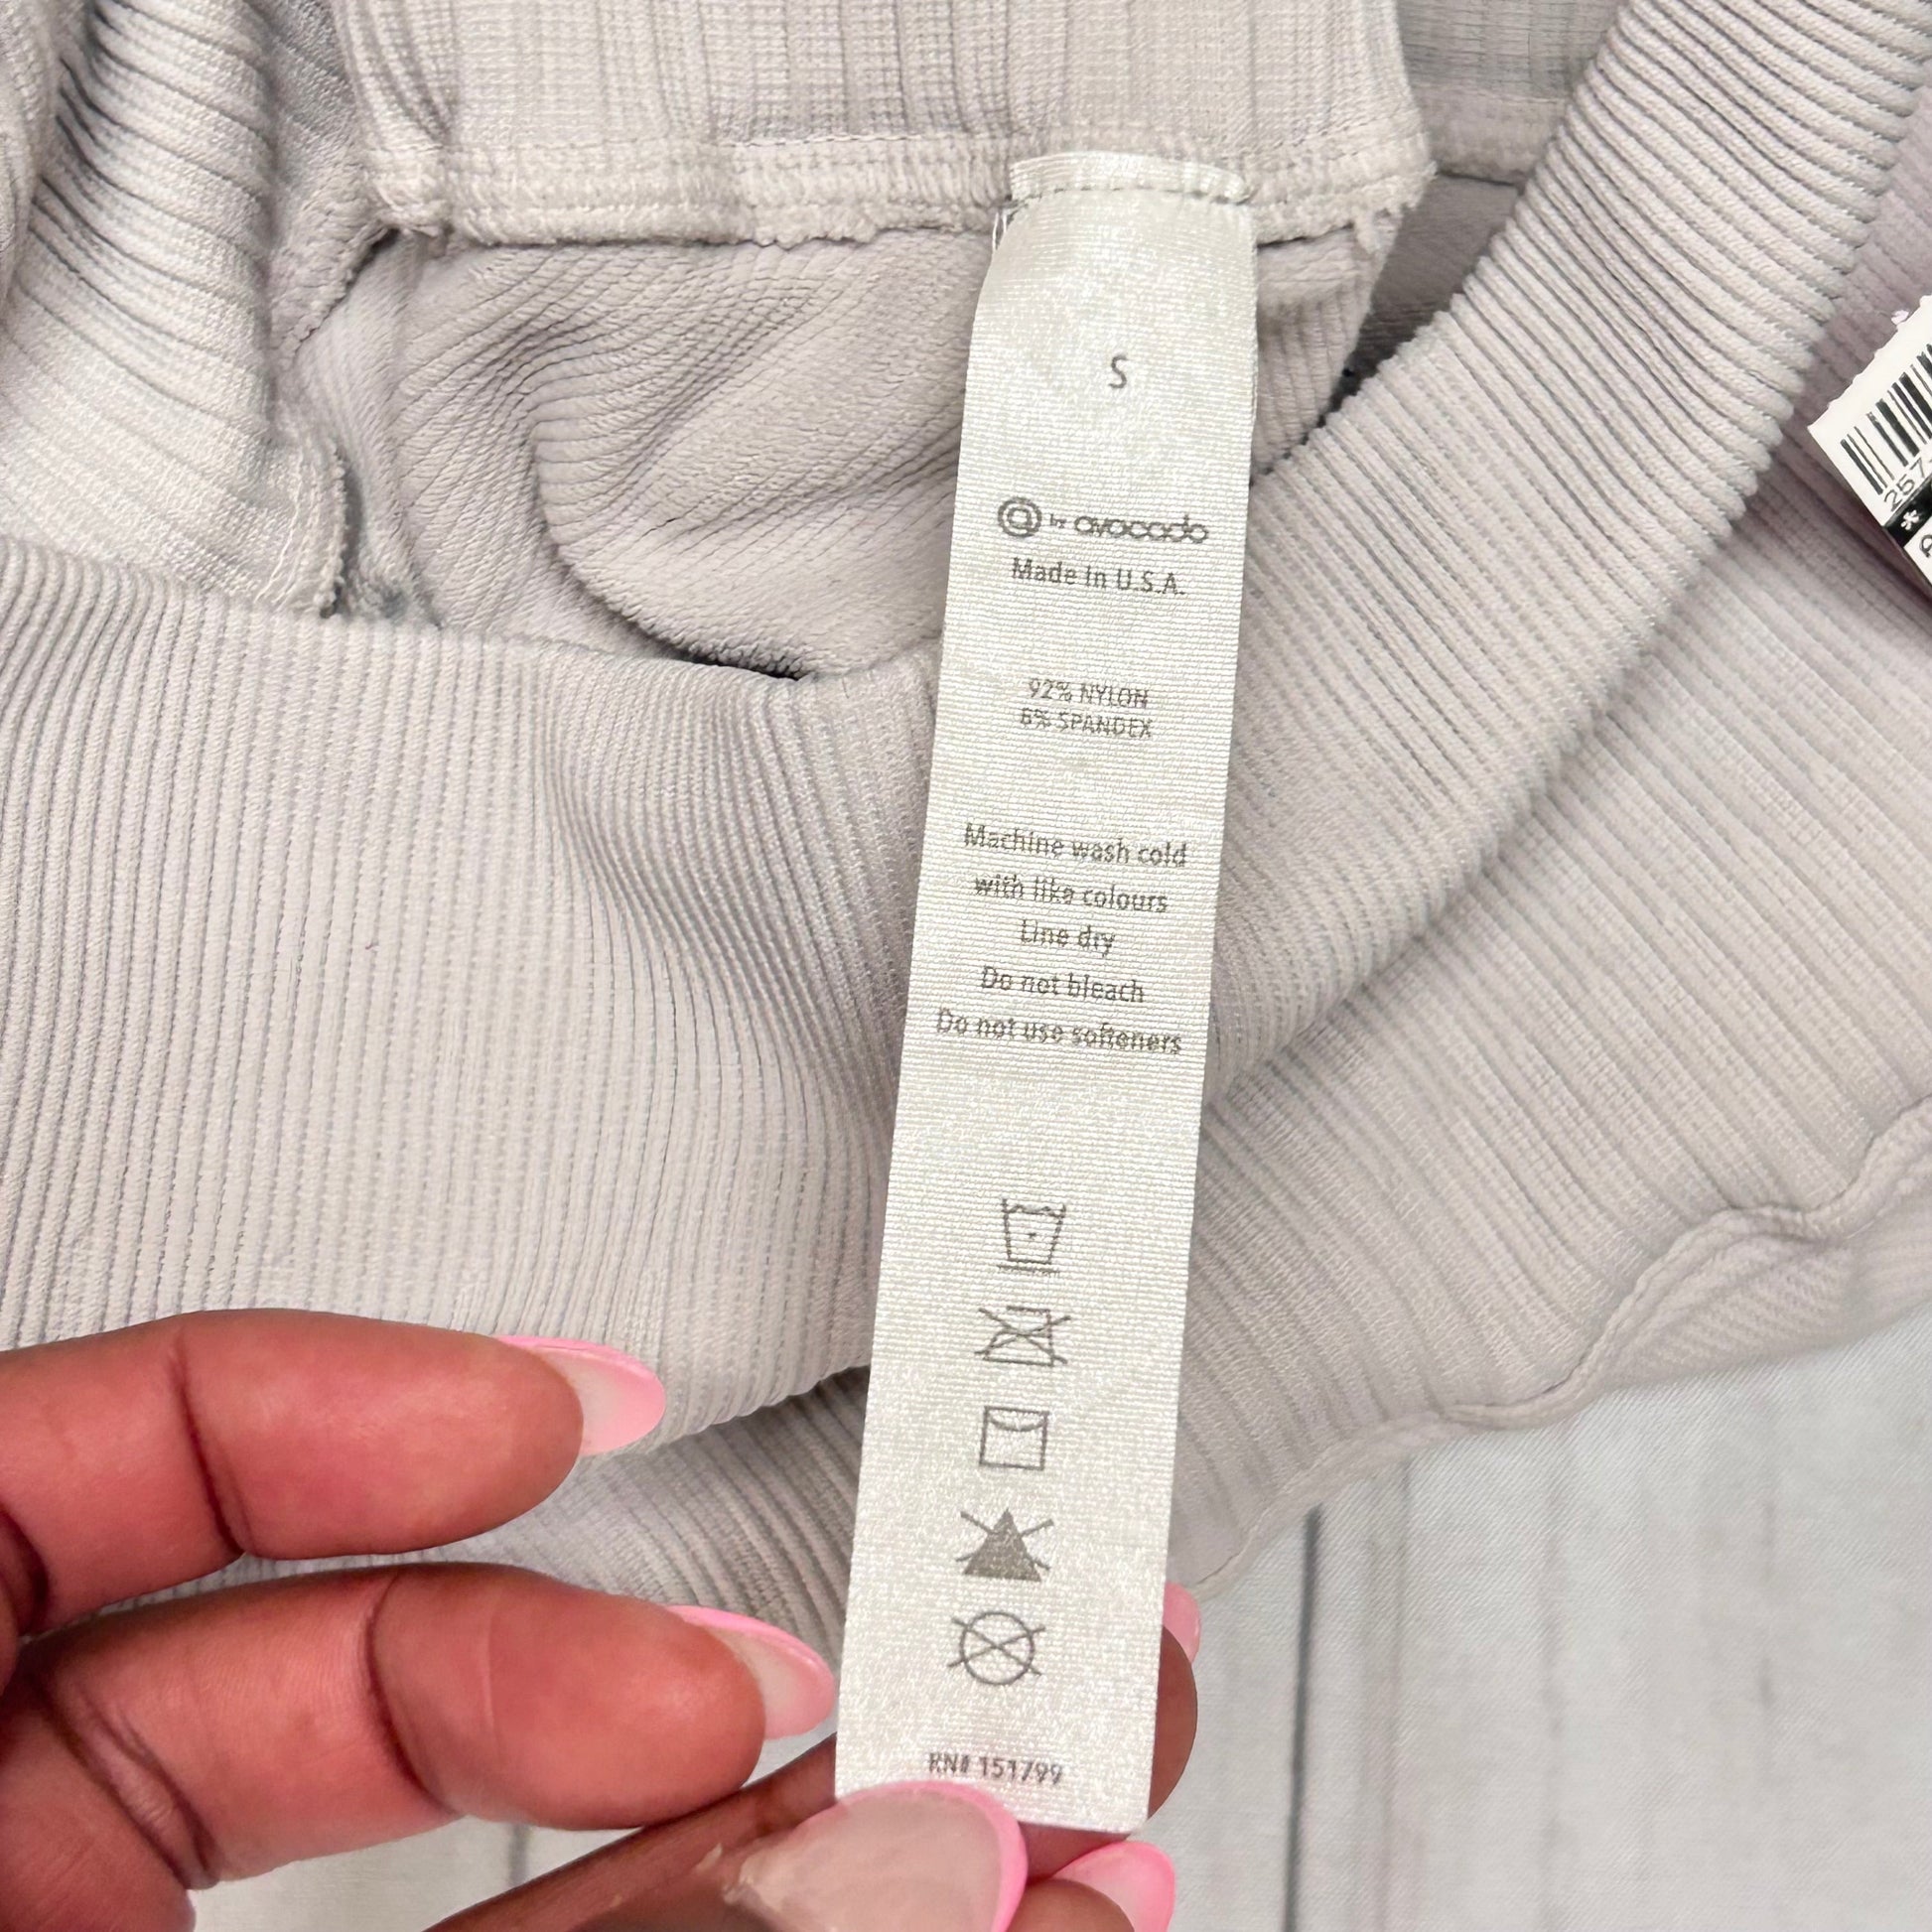 S
@ by avocado
Made in U.S.A.
92% NYLON
8% SPANDEX
Machine wash cold
with like colours
Line dry
Do not bleach
Do not use softeners
RN# 151799
257
*